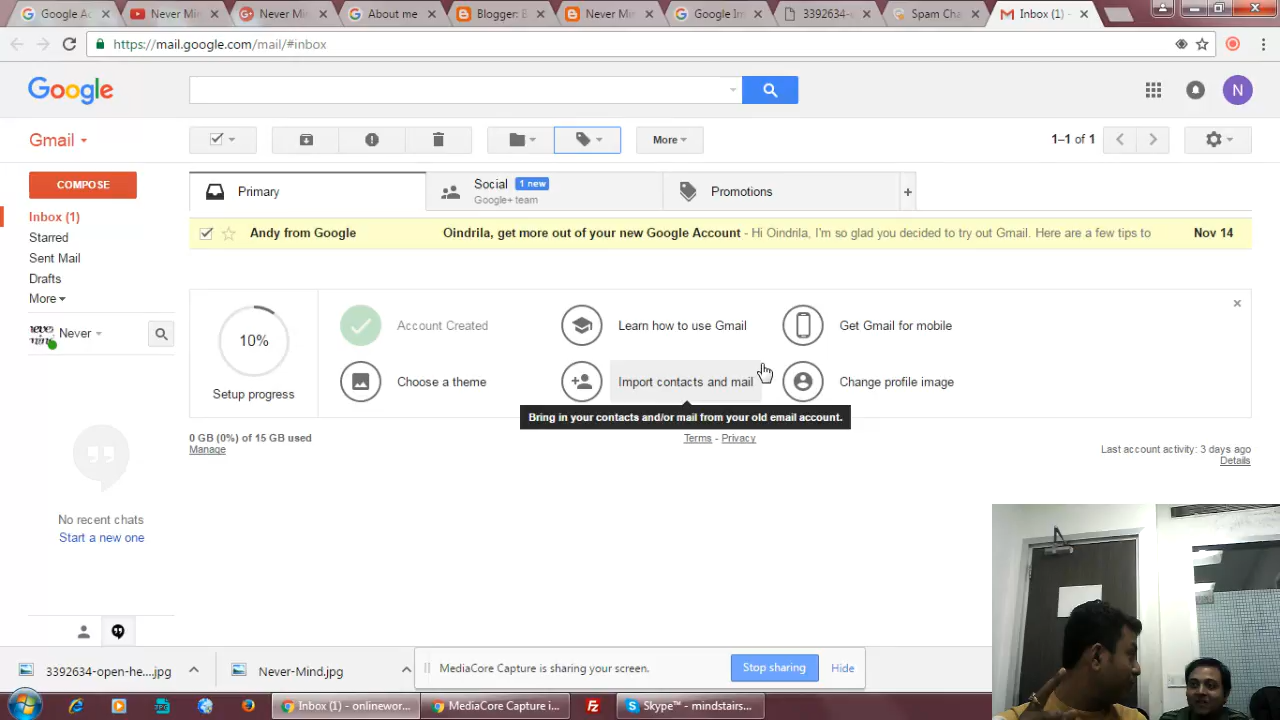 Google Ac
Never Min
Never Min
About me
Blogger: B
Never Min
Google Im
3392634-
Spam Cha
Inbox (1) -
https://mail.google.com/mail/#inbox
Google
N
Gmail
More
1–1 of 1
COMPOSE
Primary
Social 1 new
Google+ team
Promotions
+
Inbox (1)
Starred
Sent Mail
Drafts
More
Andy from Google Oindrila, get more out of your new Google Account - Hi Oindrila, I'm so glad you decided to try out Gmail. Here are a few tips to Nov 14
Never
10%
Setup progress
Account Created
Learn how to use Gmail
Get Gmail for mobile
Choose a theme
Import contacts and mail
Change profile image
Bring in your contacts and/or mail from your old email account.
0 GB (0%) of 15 GB used
Manage
Terms - Privacy
Last account activity: 3 days ago
Details
No recent chats
Start a new one
3392634-open-he....jpg
Never-Mind.jpg
MediaCore Capture is sharing your screen.
Stop sharing
Hide
Inbox (1) - onlinewor...
MediaCore Capture i...
Skype™ - mindstairs...